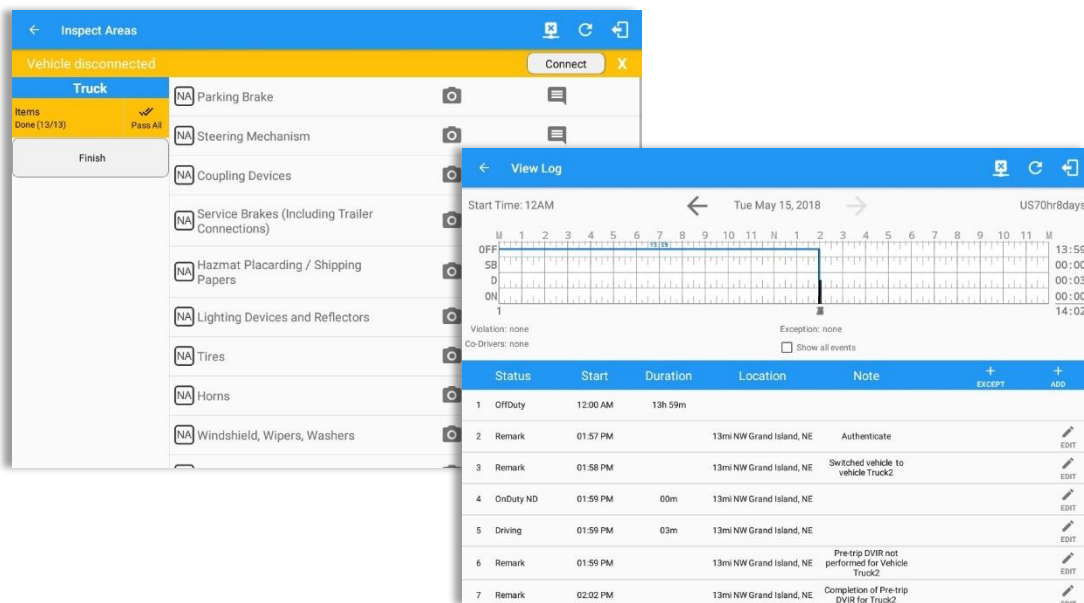 Inspect Areas
Vehicle disconnected
Connect X
Truck
Items
Done (13/13)
Pass All
Finish
NA Parking Brake
NA Steering Mechanism
NA Coupling Devices
NA Service Brakes (Including Trailer
Connections)
NA Hazmat Placarding / Shipping
Papers
NA Lighting Devices and Reflectors
NA Tires
NA Horns
NA Windshield, Wipers, Washers
View Log
Start Time: 12AM
Tue May 15, 2018
US70hr8days
M 1 2 3 4 5 6 7 8 9 10 11 N 1 2 3 4 5 6 7 8 9 10 11 M
OFF 13:59 13:59
SB 00:00
D 00:03
ON 00:00
1 14:02
Violation: none
Exception: none
Co-Drivers: none
Show all events
Status Start Duration Location Note + EXCEPT + ADD
1 OffDuty 12:00 AM 13h 59m
2 Remark 01:57 PM 13mi NW Grand Island, NE Authenticate EDIT
3 Remark 01:58 PM 13mi NW Grand Island, NE Switched vehicle to
vehicle Truck2 EDIT
4 OnDuty ND 01:59 PM 00m 13mi NW Grand Island, NE EDIT
5 Driving 01:59 PM 03m 13mi NW Grand Island, NE EDIT
6 Remark 01:59 PM 13mi NW Grand Island, NE Pre-trip DVIR not
performed for Vehicle
Truck2 EDIT
7 Remark 02:02 PM 13mi NW Grand Island, NE Completion of Pre-trip
DVIR for Truck2 EDIT